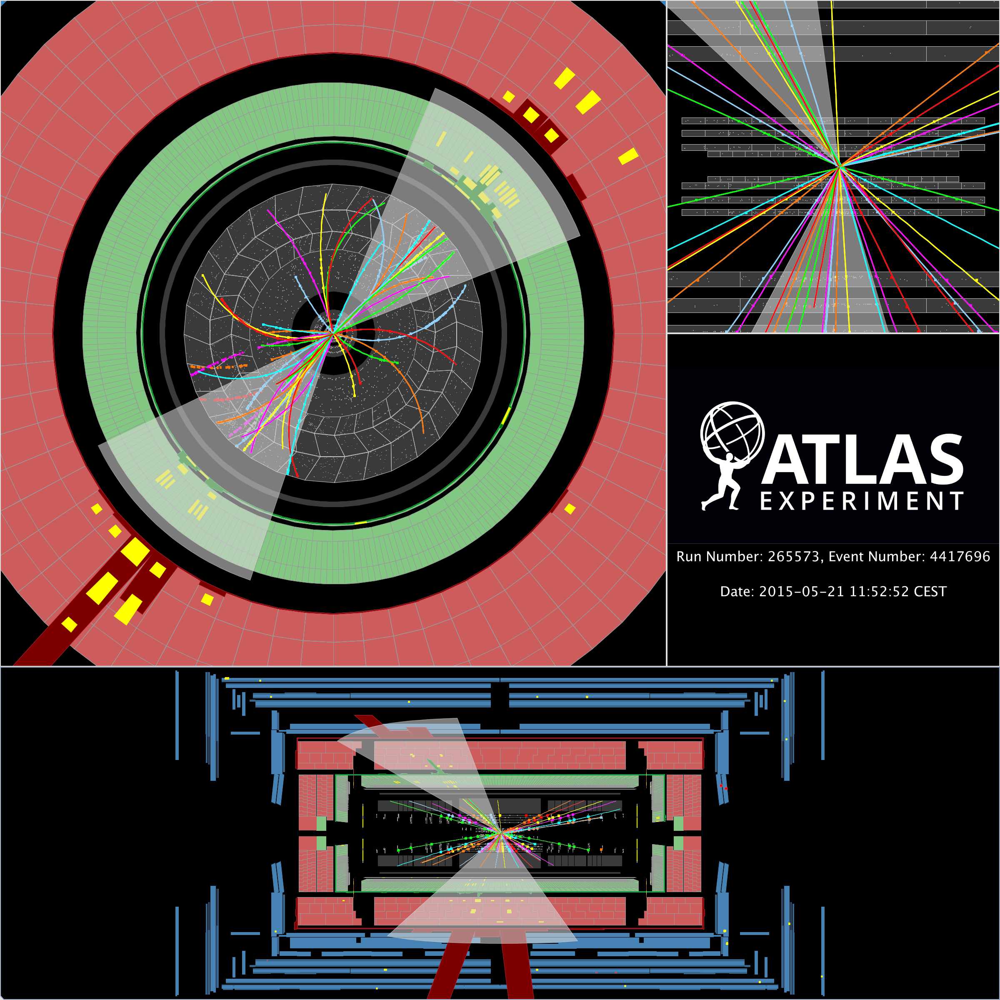 ATLAS
EXPERIMENT
Run Number: 265573, Event Number: 4417696
Date: 2015-05-21 11:52:52 CEST